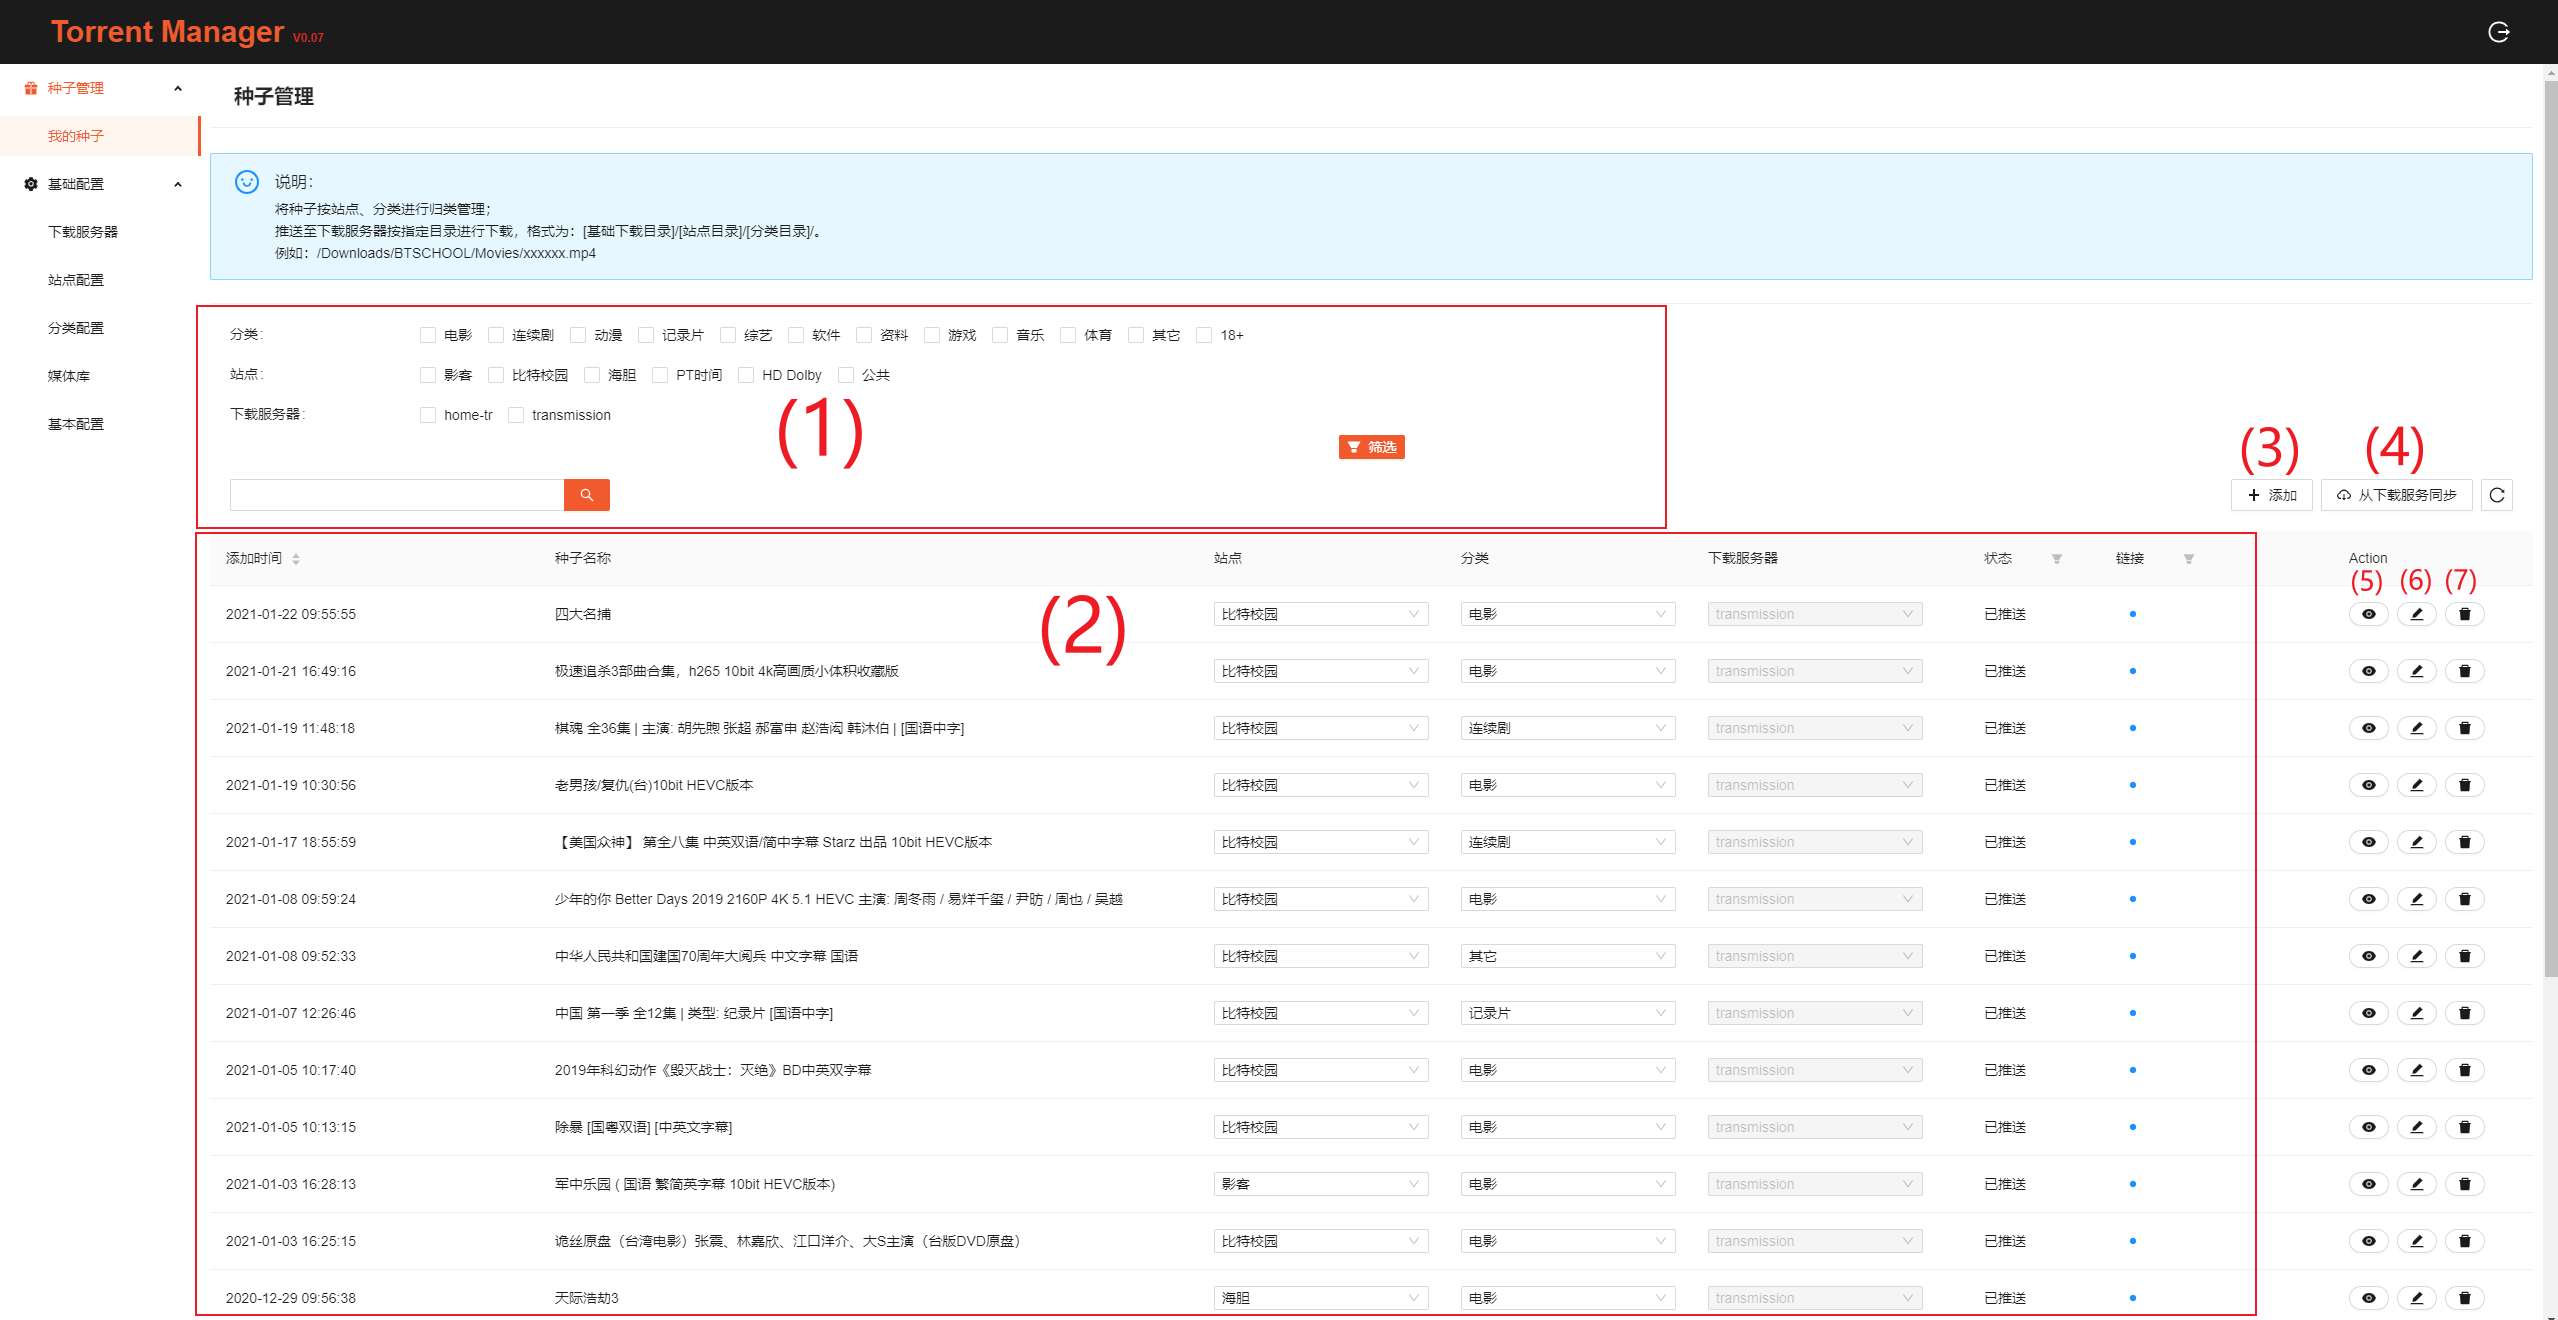 Torrent Manager V0.07
种子管理
我的种子
基础配置
下载服务器
站点配置
分类配置
媒体库
基本配置
种子管理
说明：
将种子按站点、分类进行归类管理；
推送至下载服务器按指定目录进行下载，格式为：[基础下载目录]/[站点目录]/[分类目录]/。
例如：/Downloads/BTSCHOOL/Movies/xxxxxx.mp4
分类： 电影 连续剧 动漫 记录片 综艺 软件 资料 游戏 音乐 体育 其它 18+
站点： 影客 比特校园 海胆 PT时间 HD Dolby 公共
下载服务器： home-tr transmission
(1)
筛选
(3) (4)
添加 从下载服务同步
添加时间 种子名称 站点 分类 下载服务器 状态 链接 Action
(2)
(5) (6) (7)
2021-01-22 09:55:55 四大名捕 比特校园 电影 transmission 已推送
2021-01-21 16:49:16 极速追杀3部曲合集，h265 10bit 4k高画质小体积收藏版 比特校园 电影 transmission 已推送
2021-01-19 11:48:18 棋魂 全36集 | 主演: 胡先煦 张超 郝富申 赵浩闳 韩沐伯 | [国语中字] 比特校园 连续剧 transmission 已推送
2021-01-19 10:30:56 老男孩/复仇(台)10bit HEVC版本 比特校园 电影 transmission 已推送
2021-01-17 18:55:59 【美国众神】 第全八集 中英双语/简中字幕 Starz 出品 10bit HEVC版本 比特校园 连续剧 transmission 已推送
2021-01-08 09:59:24 少年的你 Better Days 2019 2160P 4K 5.1 HEVC 主演: 周冬雨 / 易烊千玺 / 尹昉 / 周也 / 吴越 比特校园 电影 transmission 已推送
2021-01-08 09:52:33 中华人民共和国建国70周年大阅兵 中文字幕 国语 比特校园 其它 transmission 已推送
2021-01-07 12:26:46 中国 第一季 全12集 | 类型: 纪录片 [国语中字] 比特校园 记录片 transmission 已推送
2021-01-05 10:17:40 2019年科幻动作《毁灭战士：灭绝》BD中英双字幕 比特校园 电影 transmission 已推送
2021-01-05 10:13:15 除暴 [国粤双语] [中英文字幕] 比特校园 电影 transmission 已推送
2021-01-03 16:28:13 军中乐园 ( 国语 繁简英字幕 10bit HEVC版本) 影客 电影 transmission 已推送
2021-01-03 16:25:15 诡丝原盘（台湾电影）张震、林嘉欣、江口洋介、大S主演（台版DVD原盘） 比特校园 电影 transmission 已推送
2020-12-29 09:56:38 天际浩劫3 海胆 电影 transmission 已推送